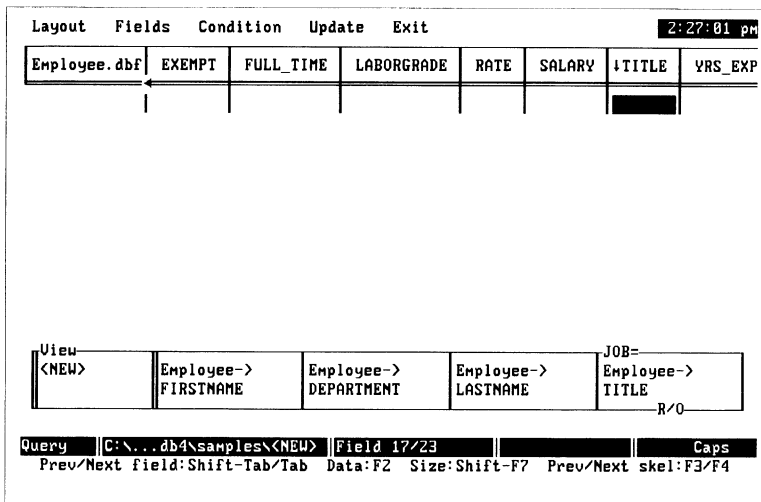 Layout Fields Condition Update Exit 2:27:01 pm
Employee.dbf EXEMPT FULL_TIME LABORGRADE RATE SALARY ↓TITLE YRS_EXP
View JOB=
<NEW> Employee-> Employee-> Employee-> Employee->
FIRSTNAME DEPARTMENT LASTNAME TITLE
R/O
Query C:\...db4\samples\<NEW> Field 17/23 Caps
Prev/Next field:Shift-Tab/Tab Data:F2 Size:Shift-F7 Prev/Next skel:F3/F4